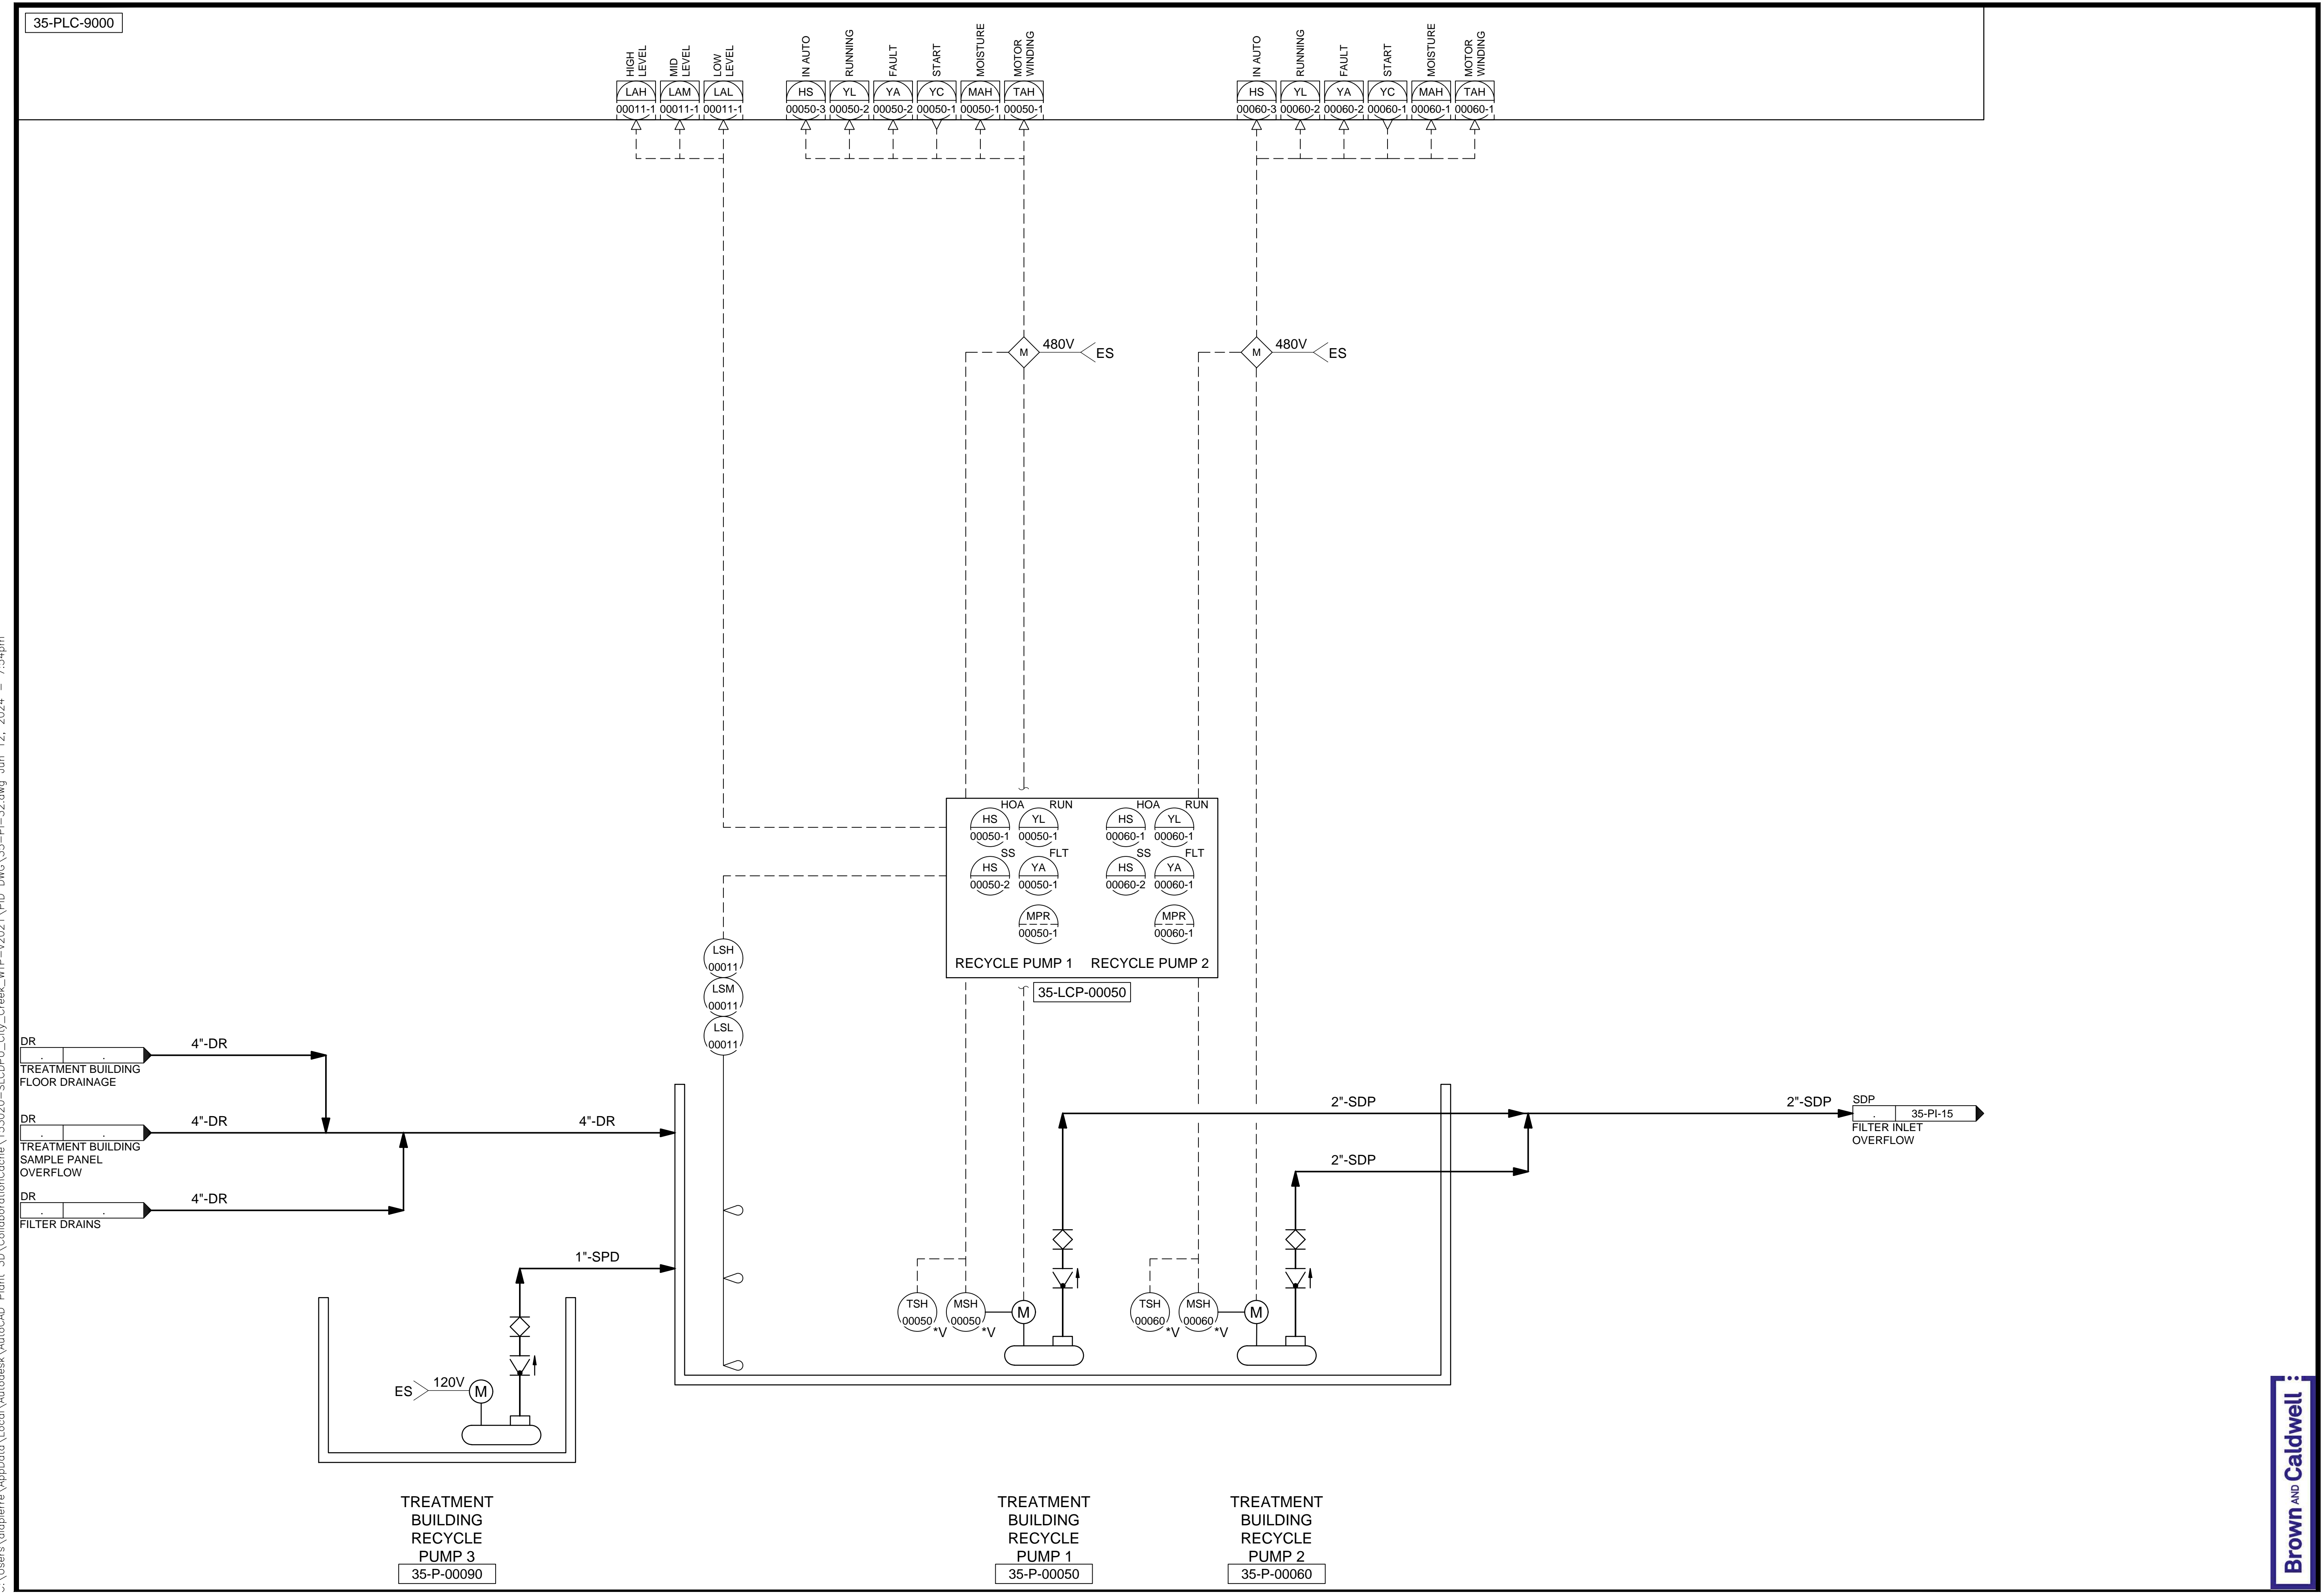 35-PLC-9000
HIGH
LEVEL
MID
LEVEL
LOW
LEVEL
IN AUTO
RUNNING
FAULT
START
MOISTURE
MOTOR
WINDING
IN AUTO
RUNNING
FAULT
START
MOISTURE
MOTOR
WINDING
LAH LAM LAL HS YL YA YC MAH TAH HS YL YA YC MAH TAH
00011-1 00011-1 00011-1 00050-3 00050-2 00050-2 00050-1 00050-1 00050-1 00060-3 00060-2 00060-2 00060-1 00060-1 00060-1
M 480V ES M 480V ES
HOA RUN HOA RUN
HS YL HS YL
00050-1 00050-1 00060-1 00060-1
SS FLT SS FLT
HS YA HS YA
00050-2 00050-1 00060-2 00060-1
MPR MPR
00050-1 00060-1
RECYCLE PUMP 1 RECYCLE PUMP 2
35-LCP-00050
LSH
00011
LSM
00011
LSL
00011
DR
4"-DR
TREATMENT BUILDING
FLOOR DRAINAGE
DR
4"-DR
4"-DR
TREATMENT BUILDING
SAMPLE PANEL
OVERFLOW
DR
4"-DR
FILTER DRAINS
2"-SDP
2"-SDP
2"-SDP
SDP
35-PI-15
FILTER INLET
OVERFLOW
1"-SPD
TSH
00050
*V
MSH
00050
*V
M
TSH
00060
*V
MSH
00060
*V
M
ES 120V M
TREATMENT
BUILDING
RECYCLE
PUMP 3
35-P-00090
TREATMENT
BUILDING
RECYCLE
PUMP 1
35-P-00050
TREATMENT
BUILDING
RECYCLE
PUMP 2
35-P-00060
Brown AND Caldwell